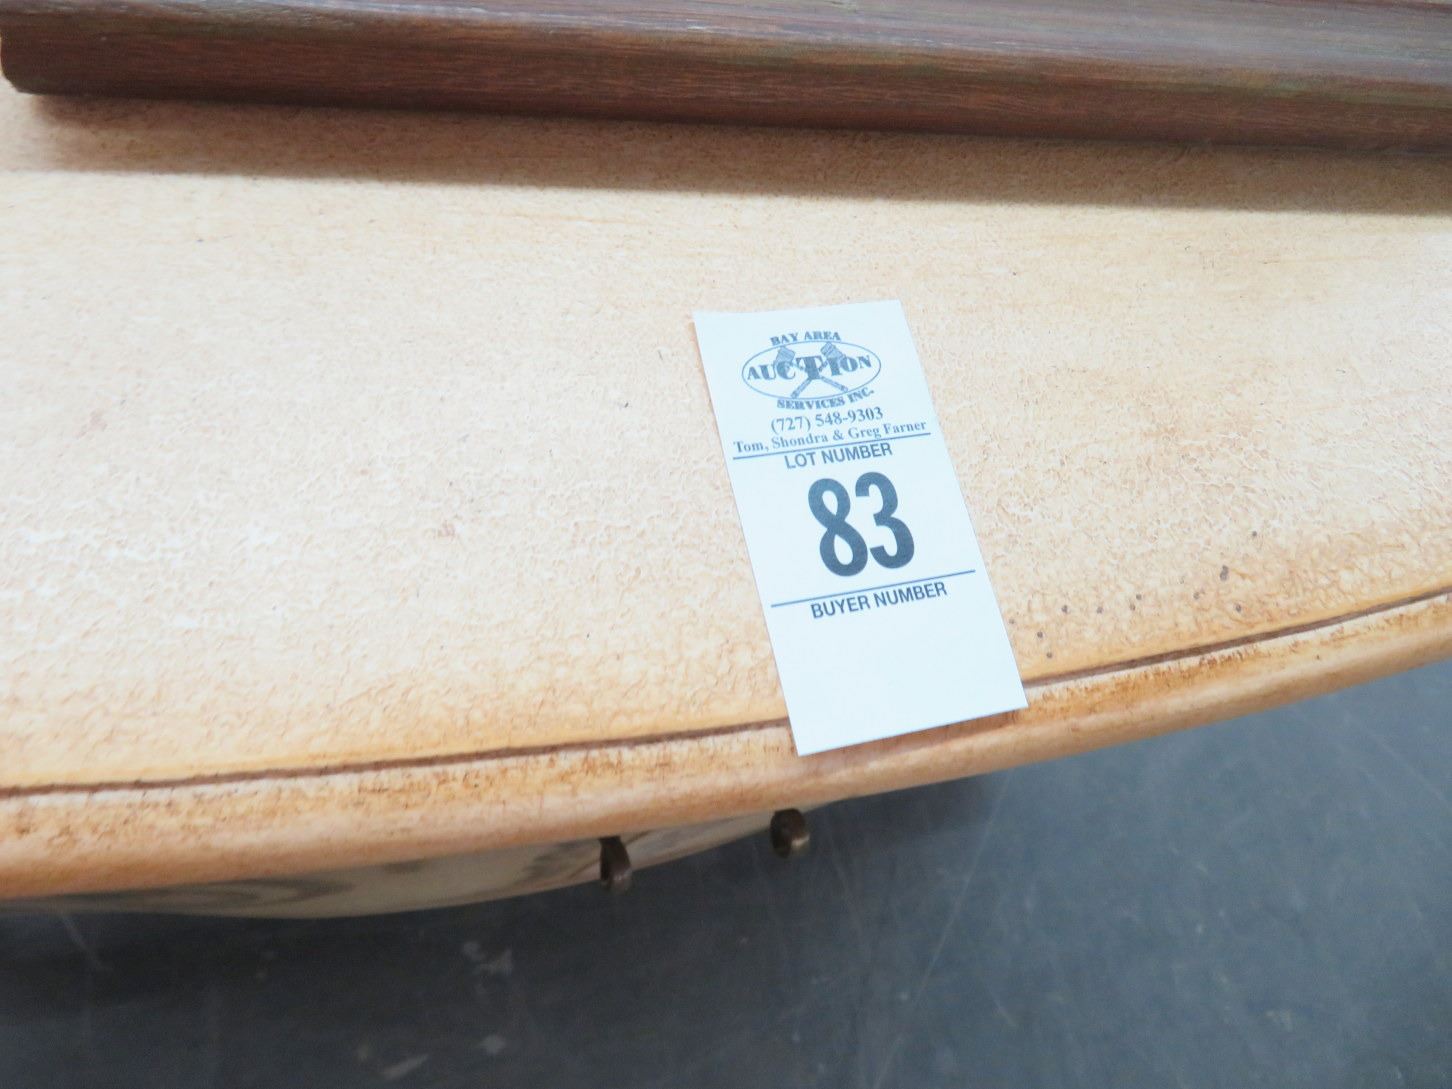 BAY AREA
AUCTION
SERVICES INC.
(727) 548-9303
Tom, Shondra & Greg Farner
LOT NUMBER
83
BUYER NUMBER